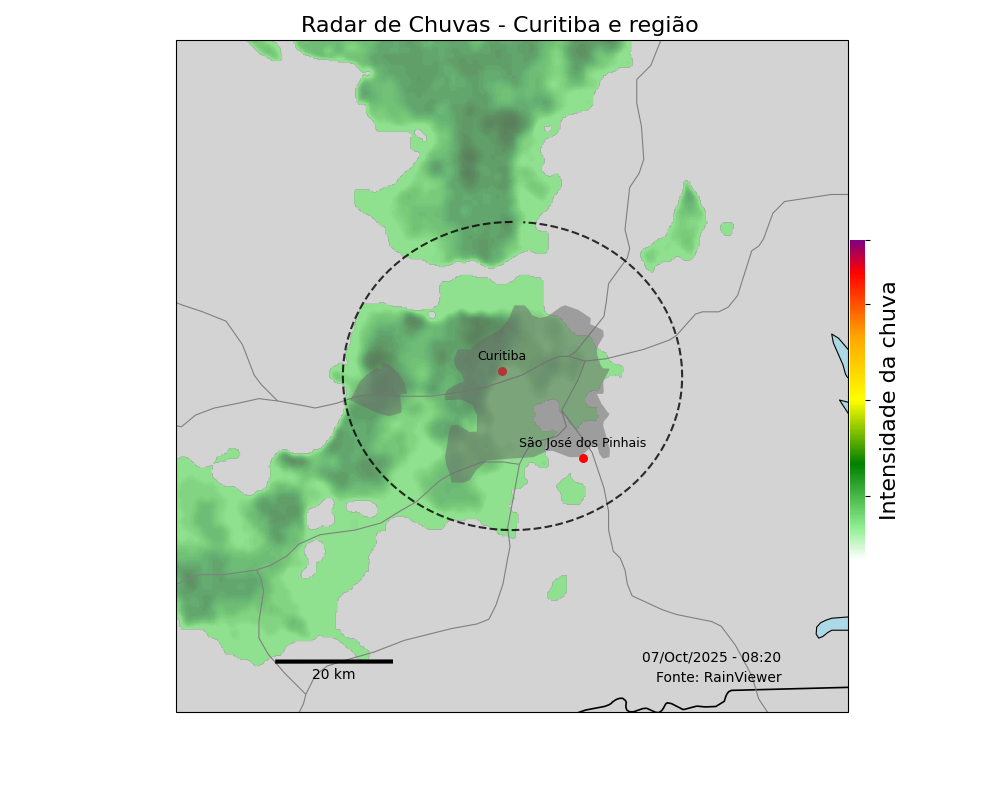 Radar de Chuvas - Curitiba e região
Curitiba
São José dos Pinhais
Intensidade da chuva
07/Oct/2025 - 08:20
Fonte: RainViewer
20 km